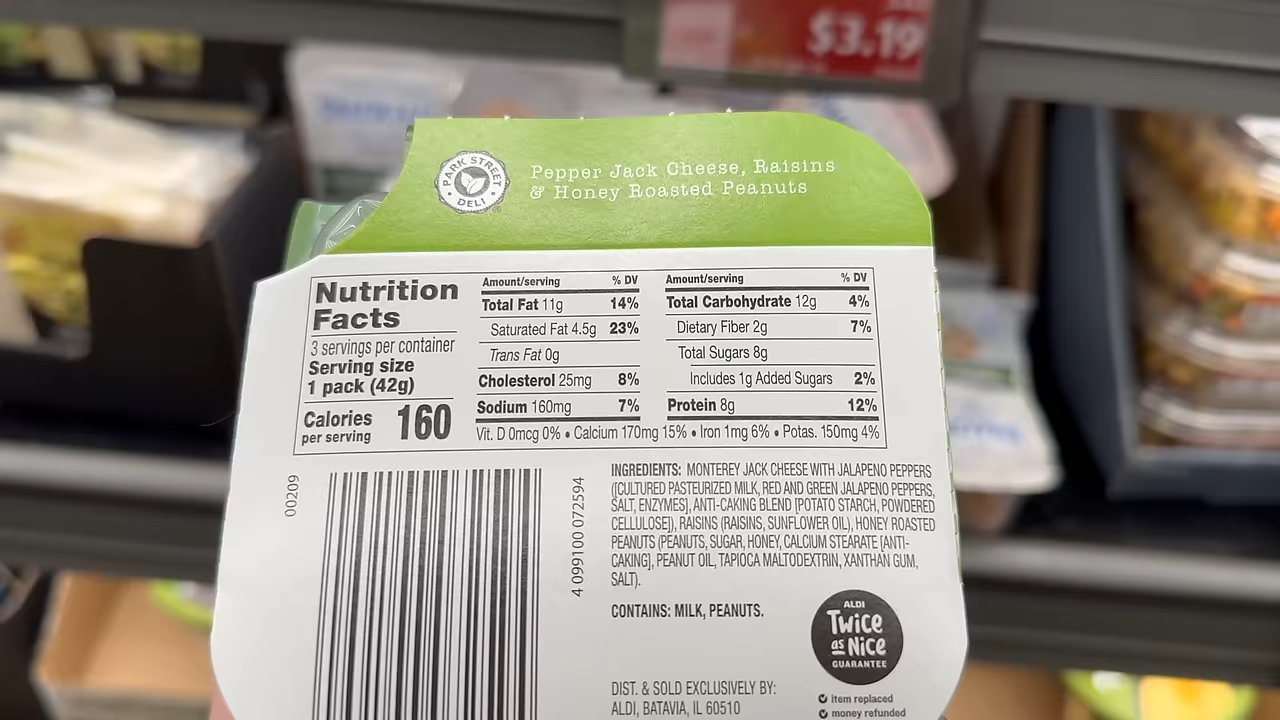 $3.19
PARK STREET
DELI
Pepper Jack Cheese, Raisins
& Honey Roasted Peanuts
Nutrition
Facts
3 servings per container
Serving size
1 pack (42g)
Calories
per serving
160
Amount/serving % DV
Total Fat 11g 14%
Saturated Fat 4.5g 23%
Trans Fat 0g
Cholesterol 25mg 8%
Sodium 160mg 7%
Amount/serving % DV
Total Carbohydrate 12g 4%
Dietary Fiber 2g 7%
Total Sugars 8g
Includes 1g Added Sugars 2%
Protein 8g 12%
Vit. D 0mcg 0% • Calcium 170mg 15% • Iron 1mg 6% • Potas. 150mg 4%
00209
4 099100 072594
INGREDIENTS: MONTEREY JACK CHEESE WITH JALAPENO PEPPERS
([CULTURED PASTEURIZED MILK, RED AND GREEN JALAPENO PEPPERS,
SALT, ENZYMES], ANTI-CAKING BLEND [POTATO STARCH, POWDERED
CELLULOSE]), RAISINS (RAISINS, SUNFLOWER OIL), HONEY ROASTED
PEANUTS (PEANUTS, SUGAR, HONEY, CALCIUM STEARATE [ANTI-
CAKING], PEANUT OIL, TAPIOCA MALTODEXTRIN, XANTHAN GUM,
SALT).
CONTAINS: MILK, PEANUTS.
ALDI
Twice
as Nice
GUARANTEE
item replaced
money refunded
DIST. & SOLD EXCLUSIVELY BY:
ALDI, BATAVIA, IL 60510